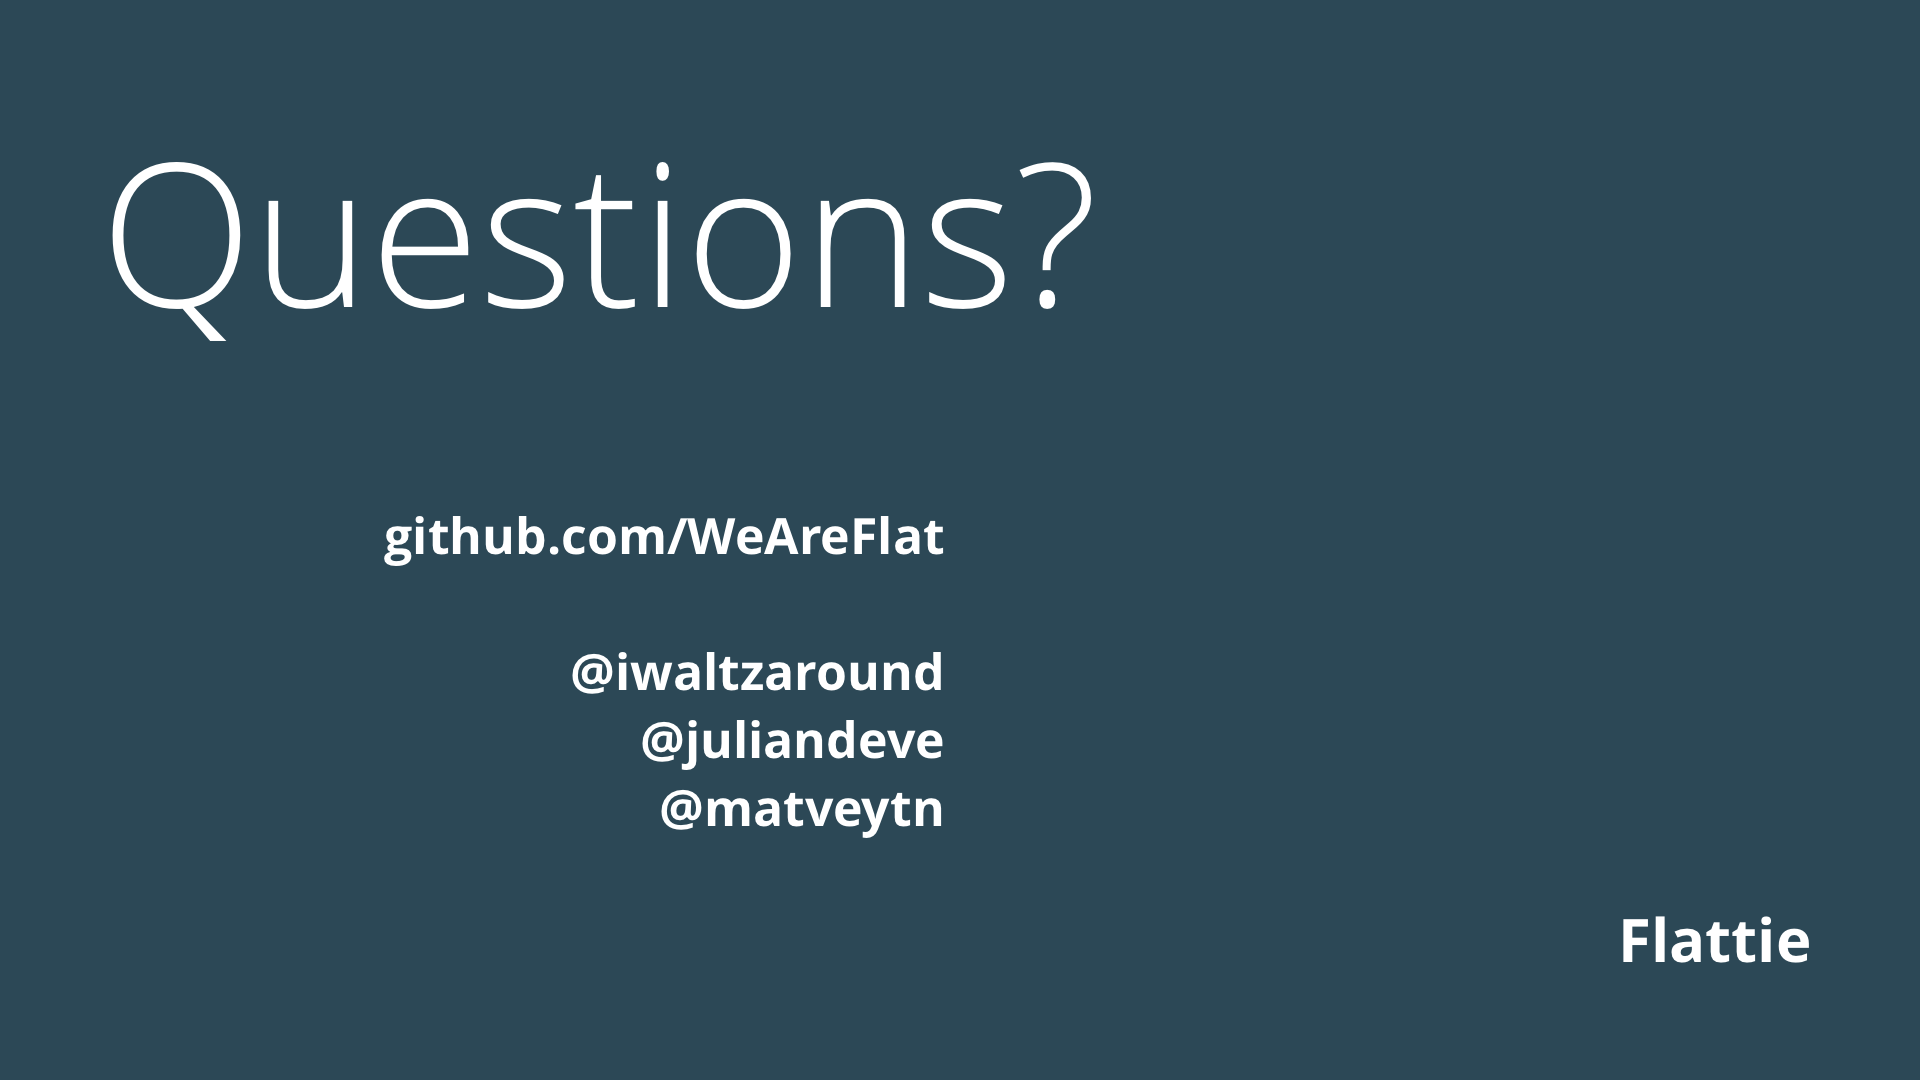 Questions?
github.com/WeAreFlat
@iwaltzaround
@juliandeve
@matveytn
Flattie